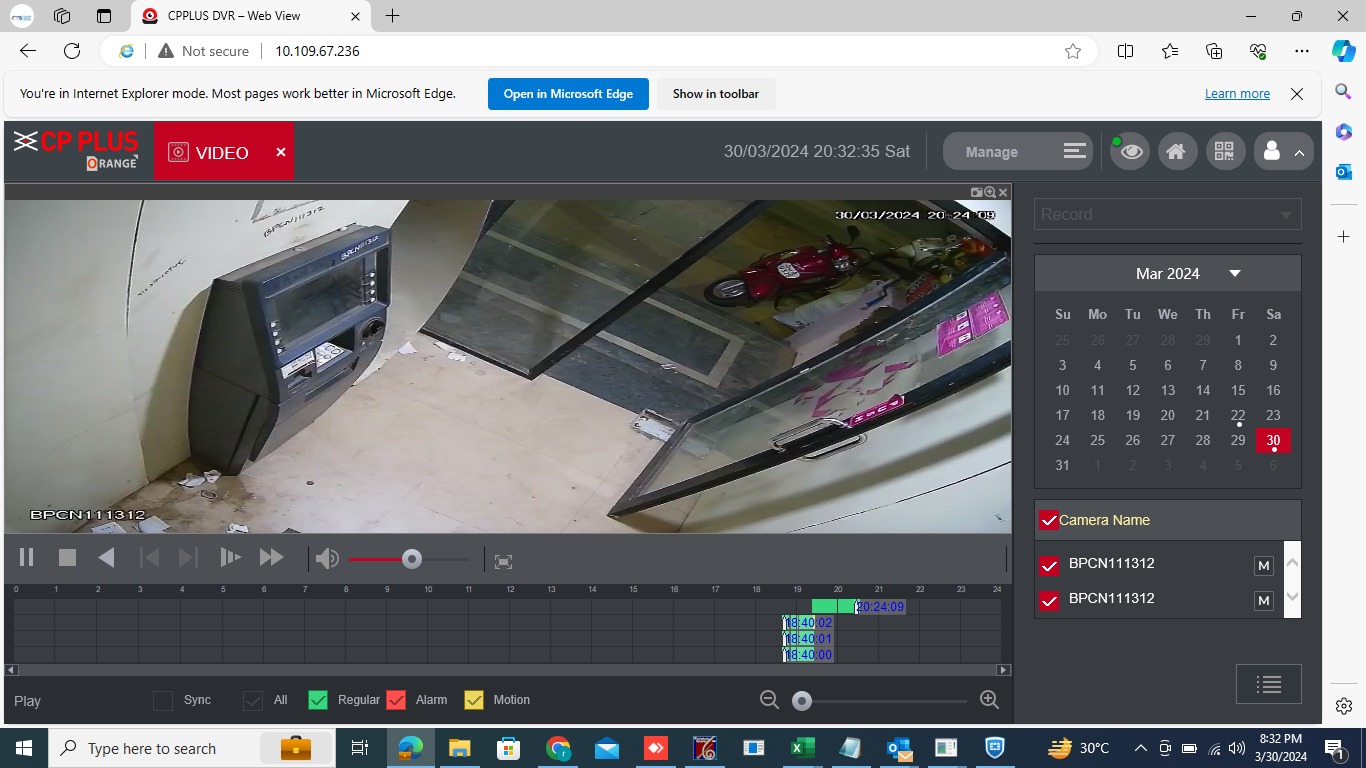 CPPLUS DVR – Web View
Not secure
10.109.67.236
You're in Internet Explorer mode. Most pages work better in Microsoft Edge.
Open in Microsoft Edge
Show in toolbar
Learn more
CP PLUS
ORANGE
VIDEO
30/03/2024 20:32:35 Sat
Manage
30/03/2024 20:24:09
BPCN111312
BPCN111312
PUSH
BPCN111312
Record
Mar 2024
Su Mo Tu We Th Fr Sa
25 26 27 28 29 1 2
3 4 5 6 7 8 9
10 11 12 13 14 15 16
17 18 19 20 21 22 23
24 25 26 27 28 29 30
31 1 2 3 4 5 6
Camera Name
BPCN111312 M
BPCN111312 M
0 1 2 3 4 5 6 7 8 9 10 11 12 13 14 15 16 17 18 19 20 21 22 23 24
20:24:09
18:40:02
18:40:01
18:40:00
Play
Sync
All
Regular
Alarm
Motion
Type here to search
30°C
8:32 PM
3/30/2024
1